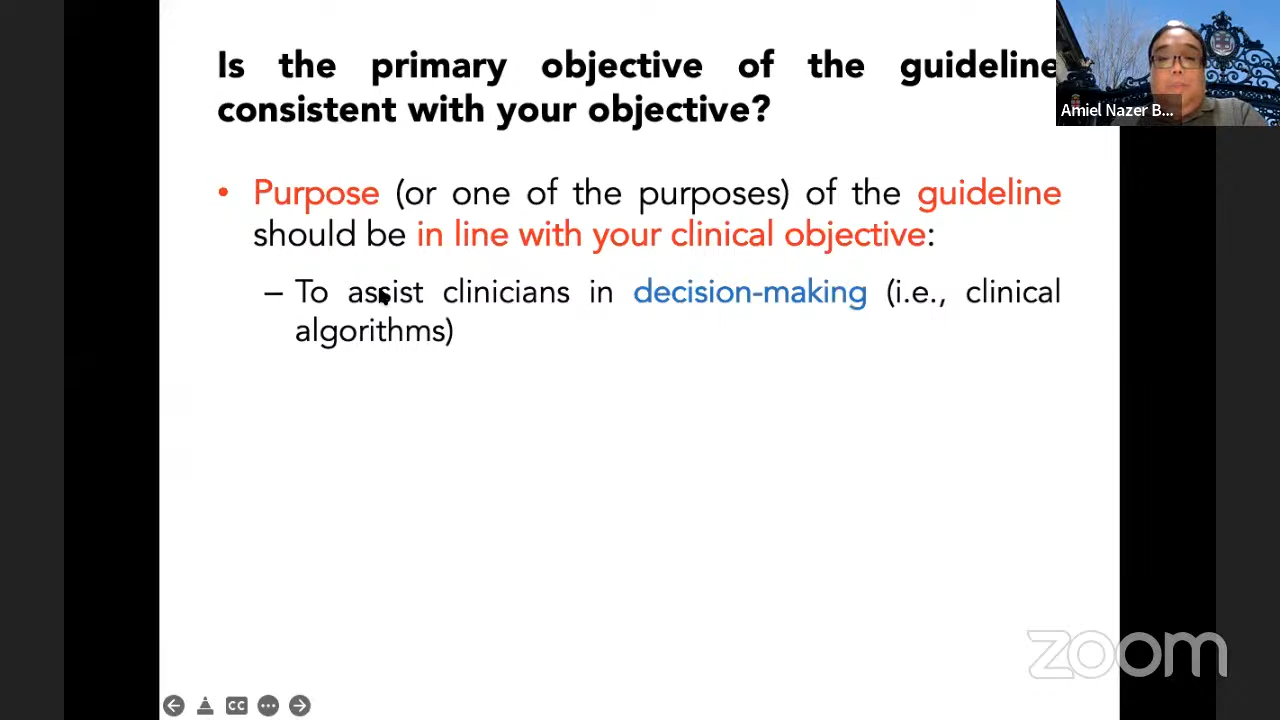 Is the primary objective of the guideline
consistent with your objective?
Amiel Nazer B...
• Purpose (or one of the purposes) of the guideline
should be in line with your clinical objective:
– To assist clinicians in decision-making (i.e., clinical
algorithms)
zoom
CC